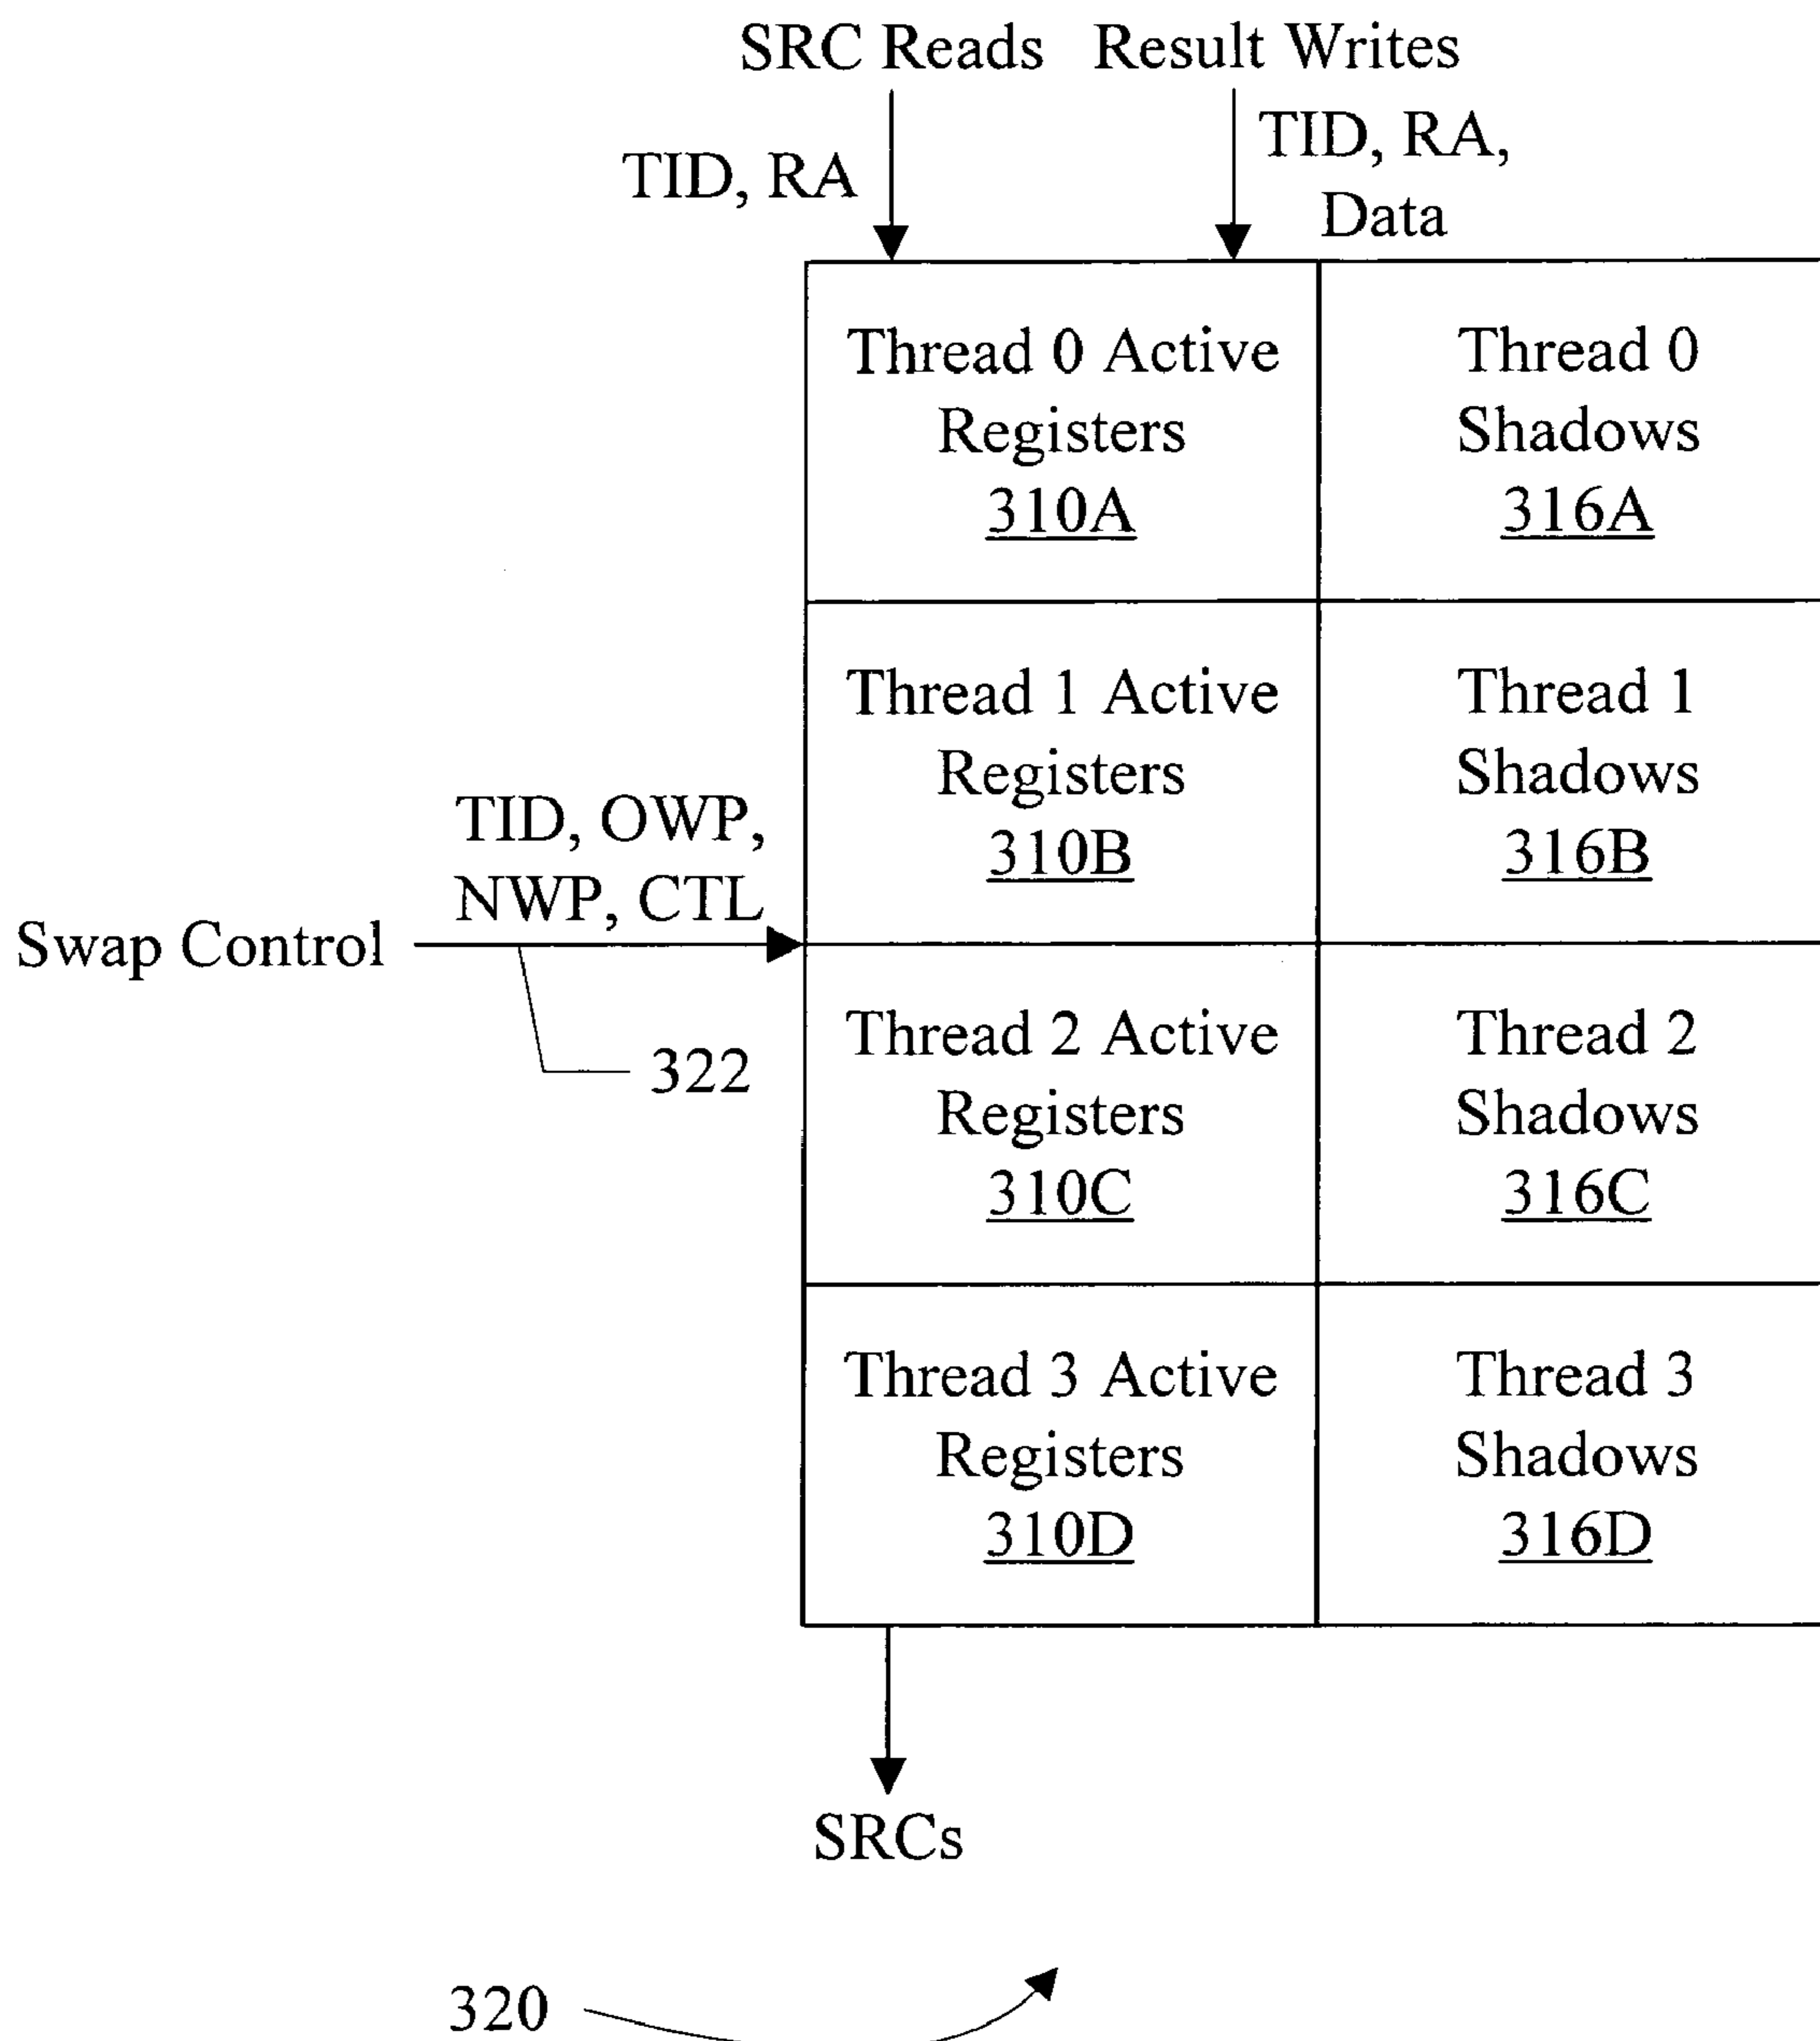 SRC Reads
Result Writes
TID, RA
TID, RA,
Data
Thread 0 Active
Registers
310A
Thread 0
Shadows
316A
Thread 1 Active
Registers
310B
Thread 1
Shadows
316B
TID, OWP,
NWP, CTL
Swap Control
322
Thread 2 Active
Registers
310C
Thread 2
Shadows
316C
Thread 3 Active
Registers
310D
Thread 3
Shadows
316D
SRCs
320